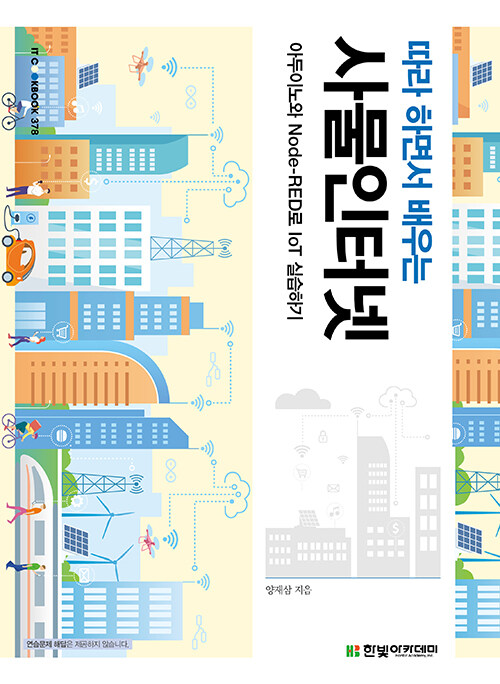 IT COOKBOOK 378
따라 하면서 배우는
사물인터넷
아두이노와 Node-RED로 IoT 실습하기
양재삼 지음
연습문제 해답은 제공하지 않습니다.
한빛아카데미